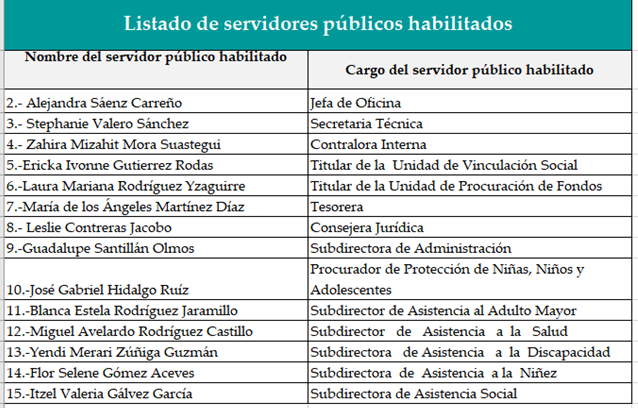 Listado de servidores públicos habilitados
Nombre del servidor público habilitado
Cargo del servidor público habilitado
2.- Alejandra Sáenz Carreño
Jefa de Oficina
3.- Stephanie Valero Sánchez
Secretaria Técnica
4.- Zahira Mizahit Mora Suastegui
Contralora Interna
5.-Ericka Ivonne Gutierrez Rodas
Titular de la Unidad de Vinculación Social
6.-Laura Mariana Rodríguez Yzaguirre
Titular de la Unidad de Procuración de Fondos
7.-María de los Ángeles Martínez Díaz
Tesorera
8.- Leslie Contreras Jacobo
Consejera Jurídica
9.-Guadalupe Santillán Olmos
Subdirectora de Administración
10.-José Gabriel Hidalgo Ruíz
Procurador de Protección de Niñas, Niños y
Adolescentes
11.-Blanca Estela Rodríguez Jaramillo
Subdirector de Asistencia al Adulto Mayor
12.-Miguel Avelardo Rodríguez Castillo
Subdirector de Asistencia a la Salud
13.-Yendi Merari Zúñiga Guzmán
Subdirectora de Asistencia a la Discapacidad
14.-Flor Selene Gómez Aceves
Subdirectora de Asistencia a la Niñez
15.-Itzel Valeria Gálvez García
Subdirectora de Asistencia Social